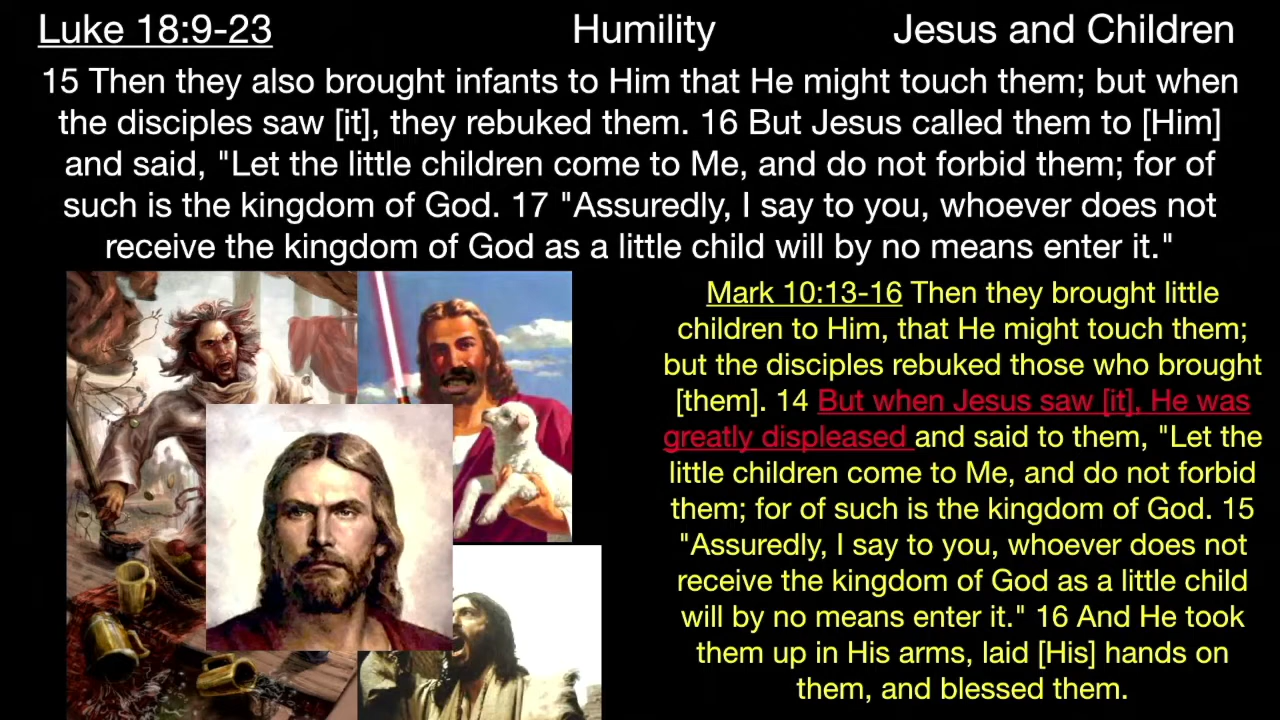 Luke 18:9-23 Humility Jesus and Children
15 Then they also brought infants to Him that He might touch them; but when
the disciples saw [it], they rebuked them. 16 But Jesus called them to [Him]
and said, "Let the little children come to Me, and do not forbid them; for of
such is the kingdom of God. 17 "Assuredly, I say to you, whoever does not
receive the kingdom of God as a little child will by no means enter it."
Mark 10:13-16 Then they brought little
children to Him, that He might touch them;
but the disciples rebuked those who brought
[them]. 14 But when Jesus saw [it], He was
greatly displeased and said to them, "Let the
little children come to Me, and do not forbid
them; for of such is the kingdom of God. 15
"Assuredly, I say to you, whoever does not
receive the kingdom of God as a little child
will by no means enter it." 16 And He took
them up in His arms, laid [His] hands on
them, and blessed them.